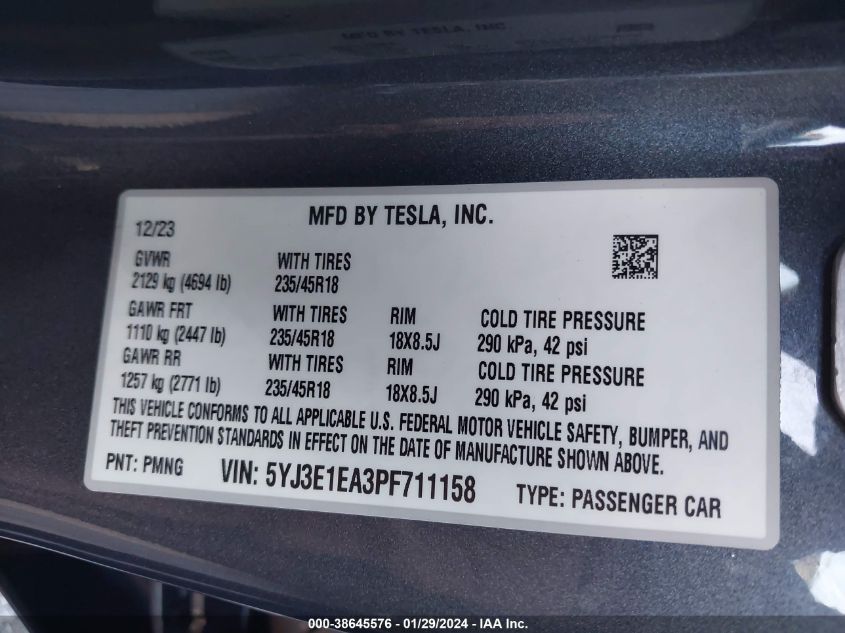 MFD BY TESLA, INC
MFD BY TESLA, INC.
12/23
GVWR WITH TIRES
2129 kg (4694 lb) 235/45R18
GAWR FRT WITH TIRES RIM COLD TIRE PRESSURE
1110 kg (2447 lb) 235/45R18 18X8.5J 290 kPa, 42 psi
GAWR RR WITH TIRES RIM COLD TIRE PRESSURE
1257 kg (2771 lb) 235/45R18 18X8.5J 290 kPa, 42 psi
THIS VEHICLE CONFORMS TO ALL APPLICABLE U.S. FEDERAL MOTOR VEHICLE SAFETY, BUMPER, AND
THEFT PREVENTION STANDARDS IN EFFECT ON THE DATE OF MANUFACTURE SHOWN ABOVE.
PNT: PMNG VIN: 5YJ3E1EA3PF711158 TYPE: PASSENGER CAR
000-38645576 | 01/29/2024 - IAA Inc.